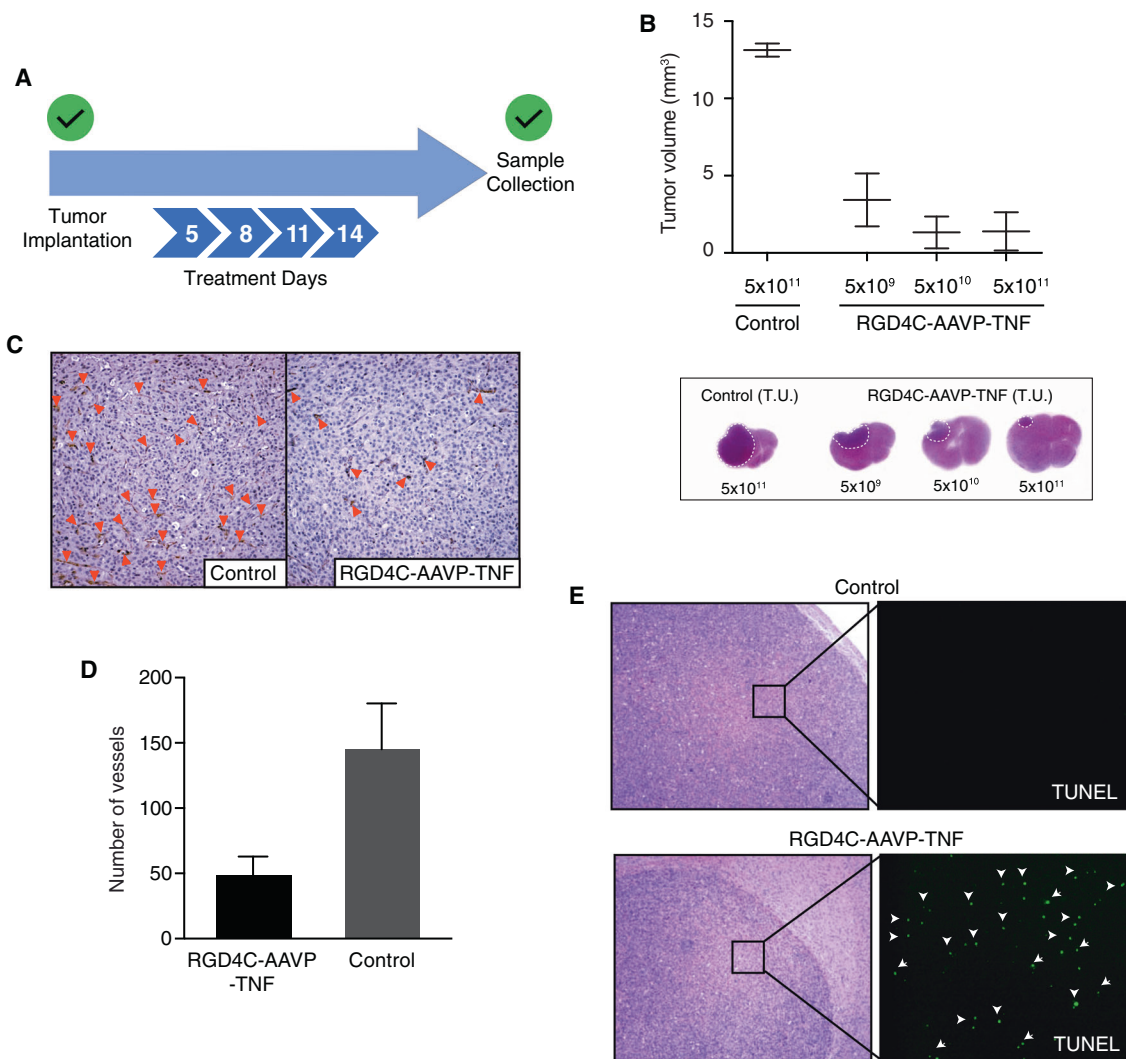 A
Tumor
Implantation
5 8 11 14
Treatment Days
Sample
Collection
B
Tumor volume (mm³)
15
10
5
0
5x10¹¹ 5x10⁹ 5x10¹⁰ 5x10¹¹
Control RGD4C-AAVP-TNF
Control (T.U.) RGD4C-AAVP-TNF (T.U.)
5x10¹¹ 5x10⁹ 5x10¹⁰ 5x10¹¹
C
Control RGD4C-AAVP-TNF
D
Number of vessels
200
150
100
50
0
RGD4C-AAVP
-TNF
Control
E
Control
TUNEL
RGD4C-AAVP-TNF
TUNEL